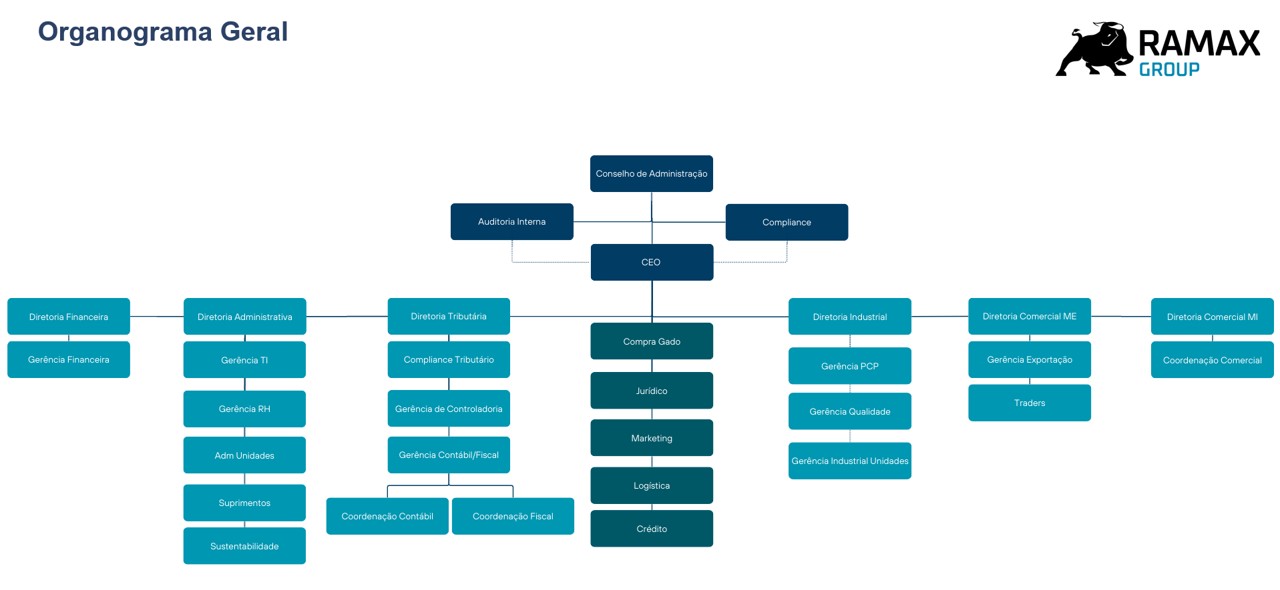 Organograma Geral
RAMAX
GROUP
Conselho de Administração
Auditoria Interna
Compliance
CEO
Diretoria Financeira
Diretoria Administrativa
Diretoria Tributária
Diretoria Industrial
Diretoria Comercial ME
Diretoria Comercial MI
Gerência Financeira
Gerência TI
Gerência RH
Adm Unidades
Suprimentos
Sustentabilidade
Compliance Tributário
Gerência de Controladoria
Gerência Contábil/Fiscal
Coordenação Contábil
Coordenação Fiscal
Compra Gado
Jurídico
Marketing
Logística
Crédito
Gerência PCP
Gerência Qualidade
Gerência Industrial Unidades
Gerência Exportação
Traders
Coordenação Comercial